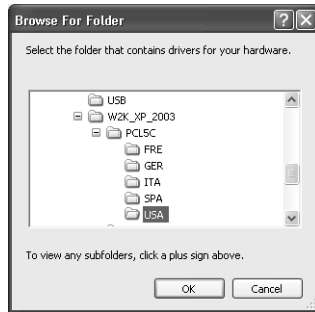 Browse For Folder
Select the folder that contains drivers for your hardware.
USB
W2K_XP_2003
PCL5C
FRE
GER
ITA
SPA
USA
To view any subfolders, click a plus sign above.
OK Cancel